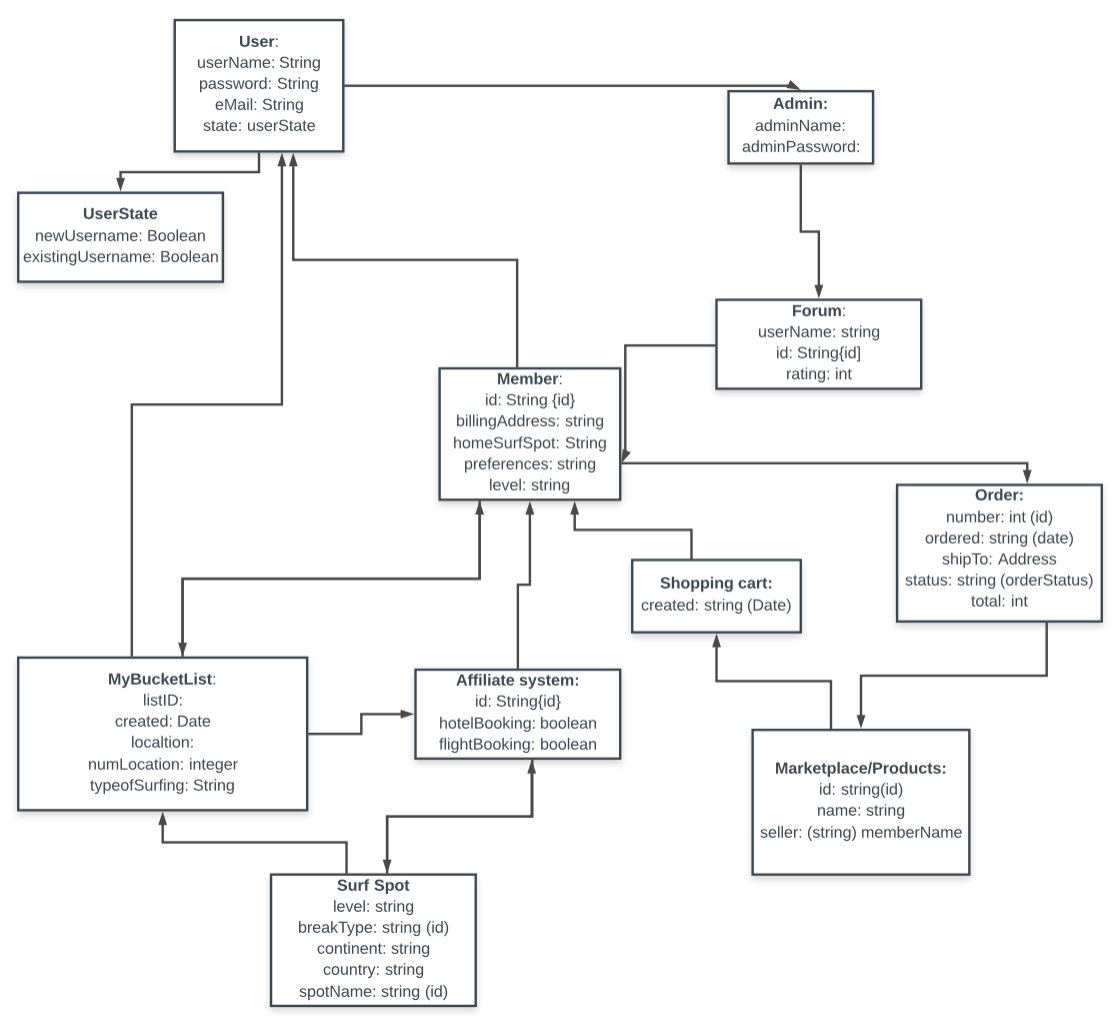 User:
userName: String
password: String
eMail: String
state: userState
Admin:
adminName:
adminPassword:
UserState
newUsername: Boolean
existingUsername: Boolean
Forum:
userName: string
id: String{id]
rating: int
Member:
id: String {id}
billingAddress: string
homeSurfSpot: String
preferences: string
level: string
Order:
number: int (id)
ordered: string (date)
shipTo: Address
status: string (orderStatus)
total: int
Shopping cart:
created: string (Date)
MyBucketList:
listID:
created: Date
localtion:
numLocation: integer
typeofSurfing: String
Affiliate system:
id: String{id}
hotelBooking: boolean
flightBooking: boolean
Marketplace/Products:
id: string(id)
name: string
seller: (string) memberName
Surf Spot
level: string
breakType: string (id)
continent: string
country: string
spotName: string (id)